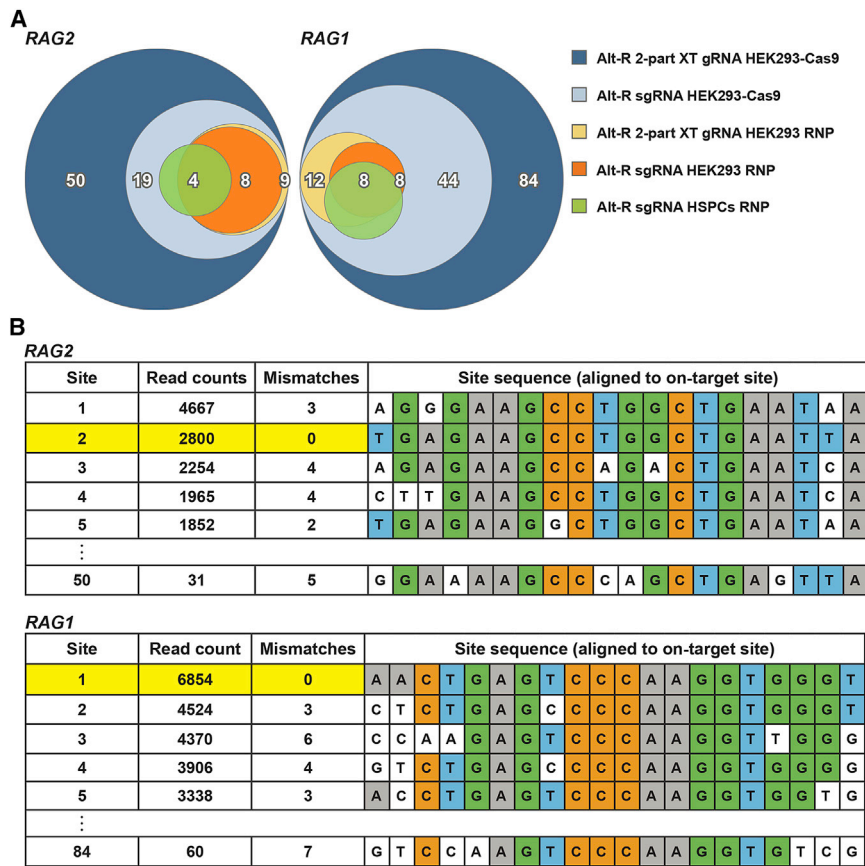 A
RAG2
RAG1
50 19 4 8 9 12 8 8 44 84
Alt-R 2-part XT gRNA HEK293-Cas9
Alt-R sgRNA HEK293-Cas9
Alt-R 2-part XT gRNA HEK293 RNP
Alt-R sgRNA HEK293 RNP
Alt-R sgRNA HSPCs RNP
B
RAG2
Site Read counts Mismatches Site sequence (aligned to on-target site)
1 4667 3 A G G G A A G C C T G G C T G A A T A A
2 2800 0 T G A G A A G C C T G G C T G A A T T A
3 2254 4 A G A G A A G C C A G A C T G A A T C A
4 1965 4 C T T G A A G C C T G G C T G A A T C A
5 1852 2 T G A G A A G G C T G G C T G A A T A A
⋮
50 31 5 G G A A A A G C C C A G C T G A G T T A
RAG1
Site Read count Mismatches Site sequence (aligned to on-target site)
1 6854 0 A A C T G A G T C C C A A G G T G G G T
2 4524 3 C T C T G A G C C C C A A G G T G G G T
3 4370 6 C C A A G A G T C C C A A G G T T G G G
4 3906 4 G T C T G A G C C C C A A G G T G G G G
5 3338 3 A C C T G A G T C C C A A G G T G G T G
⋮
84 60 7 G T C C A A G T C C C A A G G T G T C G